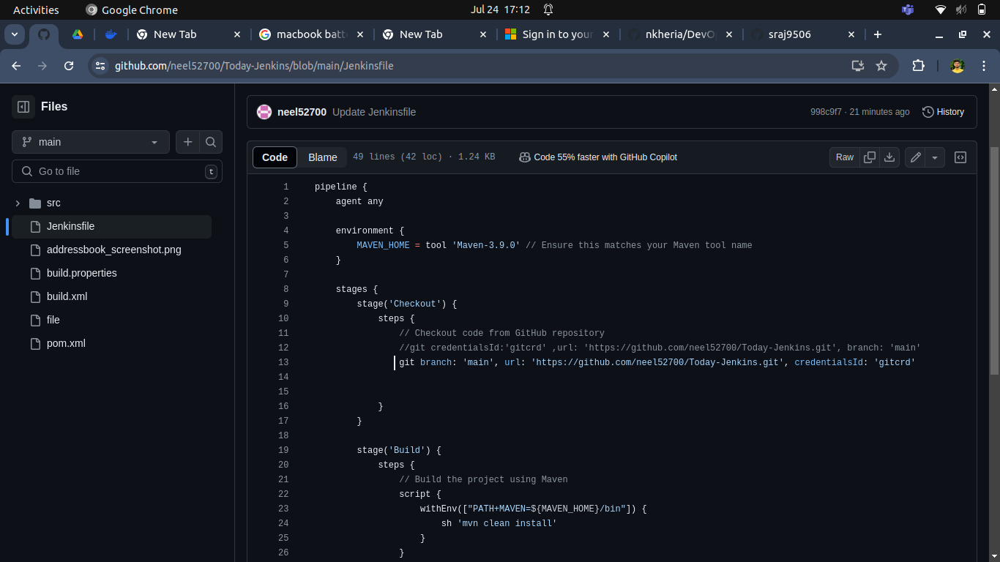 Activities
Google Chrome
Jul 24 17:12
New Tab
macbook batt
New Tab
Sign in to your
nkheria/DevO
sraj9506
github.com/neel52700/Today-Jenkins/blob/main/Jenkinsfile
Files
main
Go to file
t
src
Jenkinsfile
addressbook_screenshot.png
build.properties
build.xml
file
pom.xml
neel52700 Update Jenkinsfile
998c9f7 · 21 minutes ago
History
Code
Blame
49 lines (42 loc) · 1.24 KB
Code 55% faster with GitHub Copilot
Raw
1 pipeline {
2 agent any
3
4 environment {
5 MAVEN_HOME = tool 'Maven-3.9.0' // Ensure this matches your Maven tool name
6 }
7
8 stages {
9 stage('Checkout') {
10 steps {
11 // Checkout code from GitHub repository
12 //git credentialsId:'gitcrd' ,url: 'https://github.com/neel52700/Today-Jenkins.git', branch: 'main'
13 git branch: 'main', url: 'https://github.com/neel52700/Today-Jenkins.git', credentialsId: 'gitcrd'
14
15
16 }
17 }
18
19 stage('Build') {
20 steps {
21 // Build the project using Maven
22 script {
23 withEnv(["PATH+MAVEN=${MAVEN_HOME}/bin"]) {
24 sh 'mvn clean install'
25 }
26 }